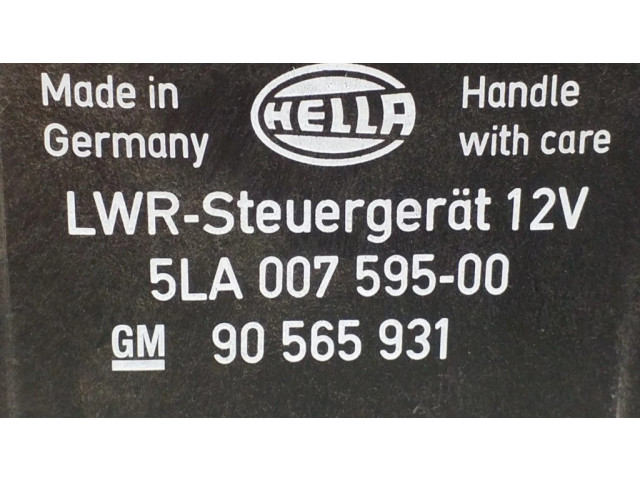 Made in
Germany
HELLA
Handle
with care
LWR-Steuergerät 12V
5LA 007 595-00
GM 90 565 931